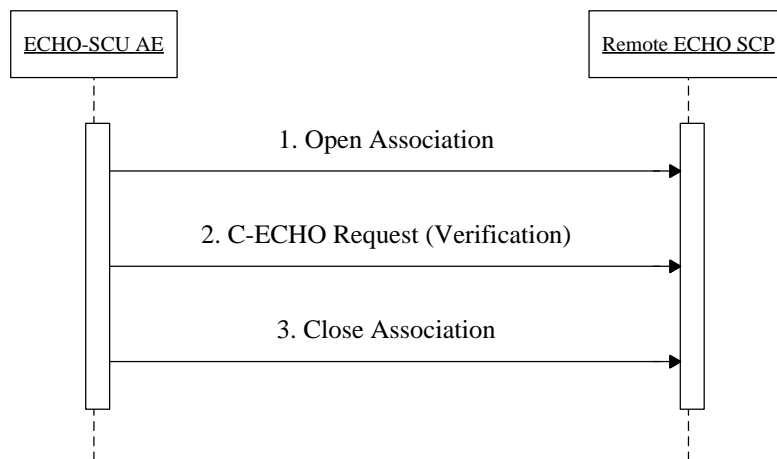 ECHO-SCU AE
Remote ECHO SCP
1. Open Association
2. C-ECHO Request (Verification)
3. Close Association